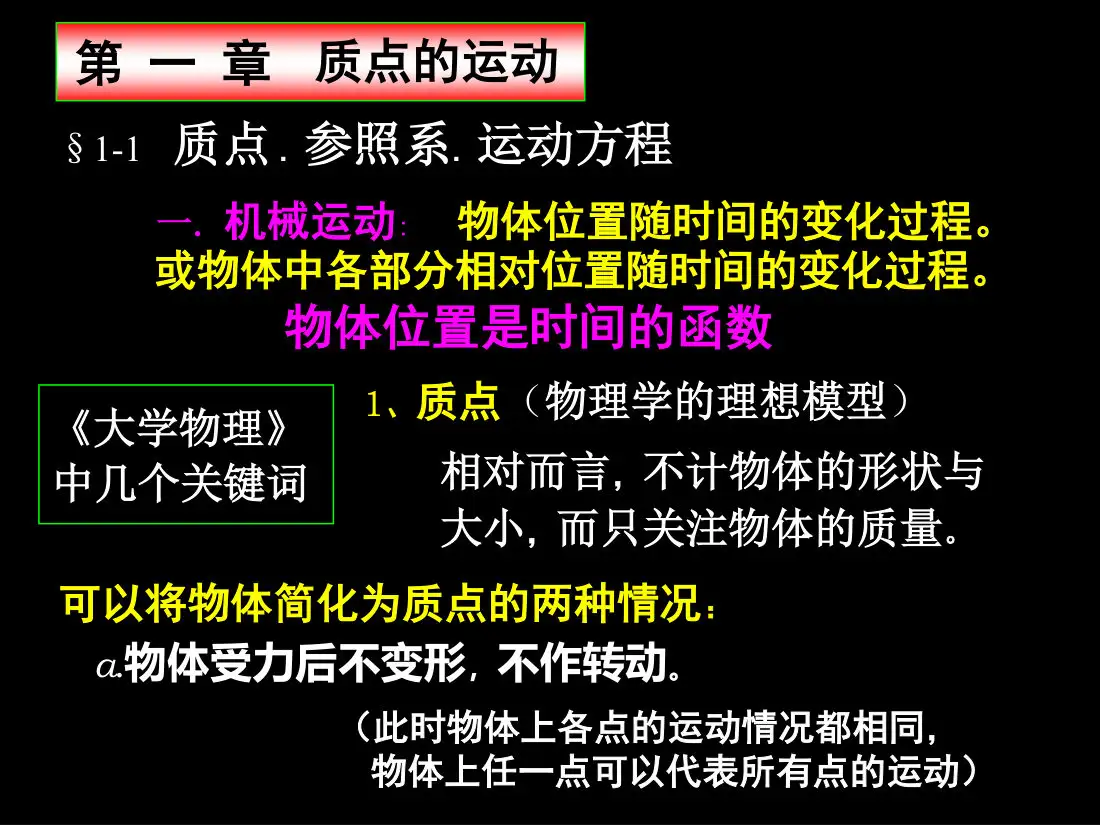 第 一 章 质点的运动
§1-1 质点.参照系.运动方程
一. 机械运动: 物体位置随时间的变化过程。
或物体中各部分相对位置随时间的变化过程。
物体位置是时间的函数
《大学物理》
中几个关键词
1、质点（物理学的理想模型）
相对而言, 不计物体的形状与
大小, 而只关注物体的质量。
可以将物体简化为质点的两种情况：
a.物体受力后不变形, 不作转动。
（此时物体上各点的运动情况都相同,
物体上任一点可以代表所有点的运动）